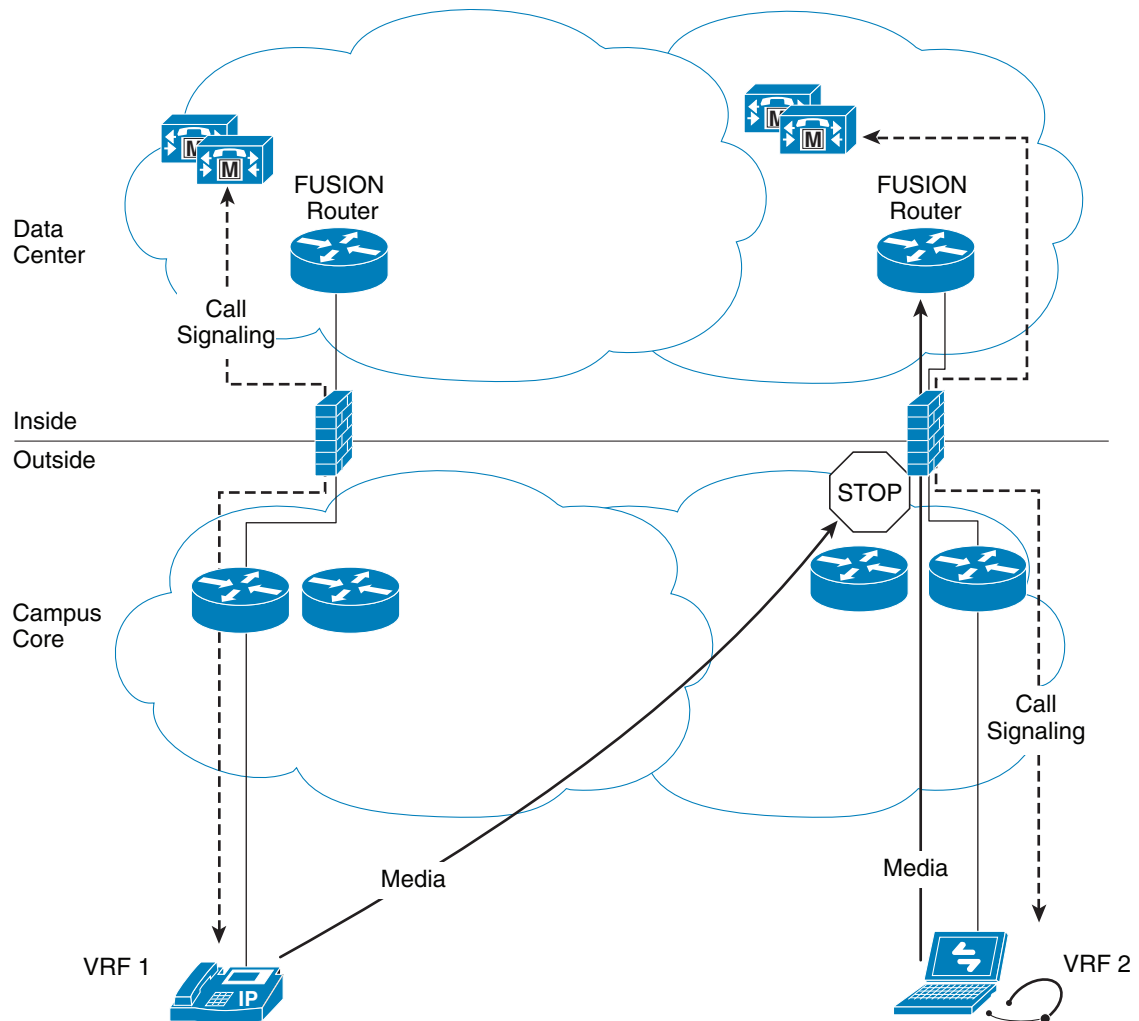 M
M
M
M
FUSION
Router
FUSION
Router
Data
Center
Call
Signaling
Inside
Outside
STOP
Campus
Core
Call
Signaling
Media
Media
VRF 1
IP
VRF 2